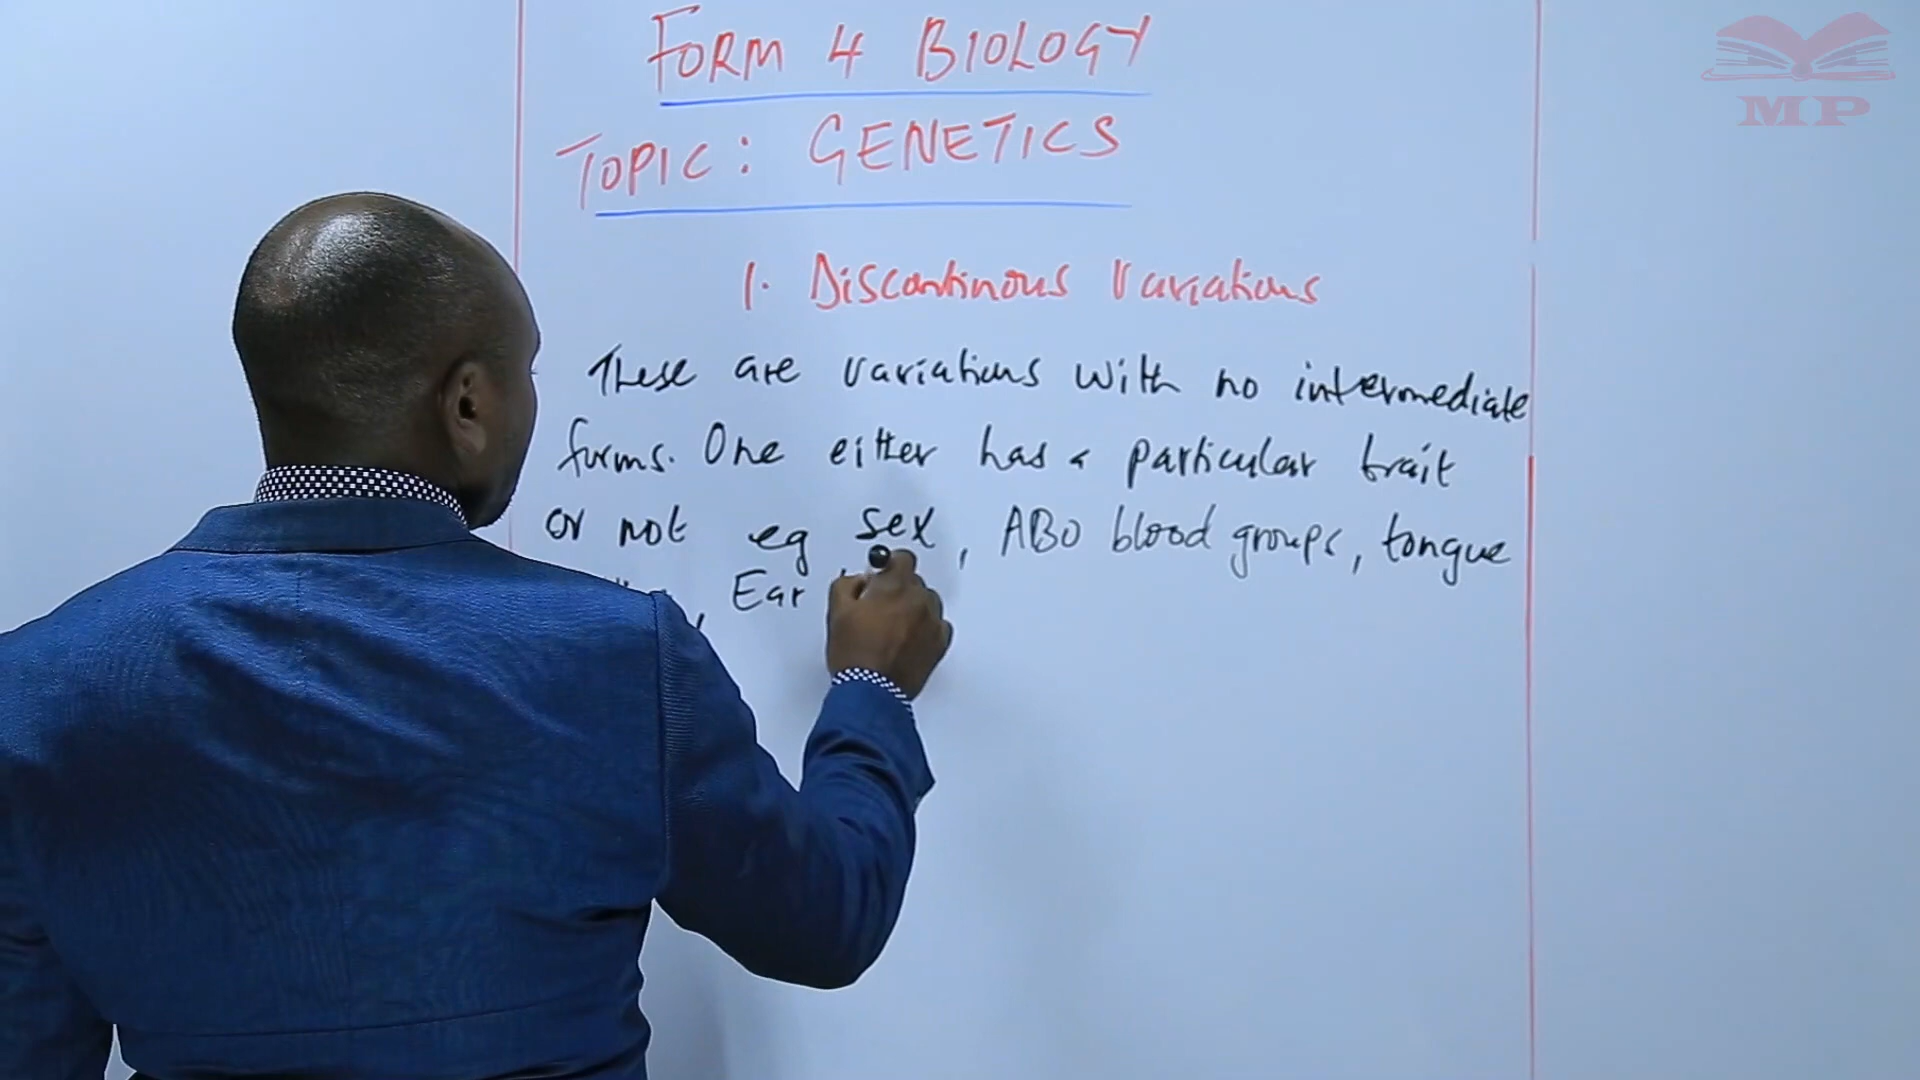 FORM 4 BIOLOGY
MP
TOPIC: GENETICS
1. Discontinous Variations
These are variations with no intermediate
forms. One either has a particular trait
or not eg sex, ABO blood groups, tongue
, Ear